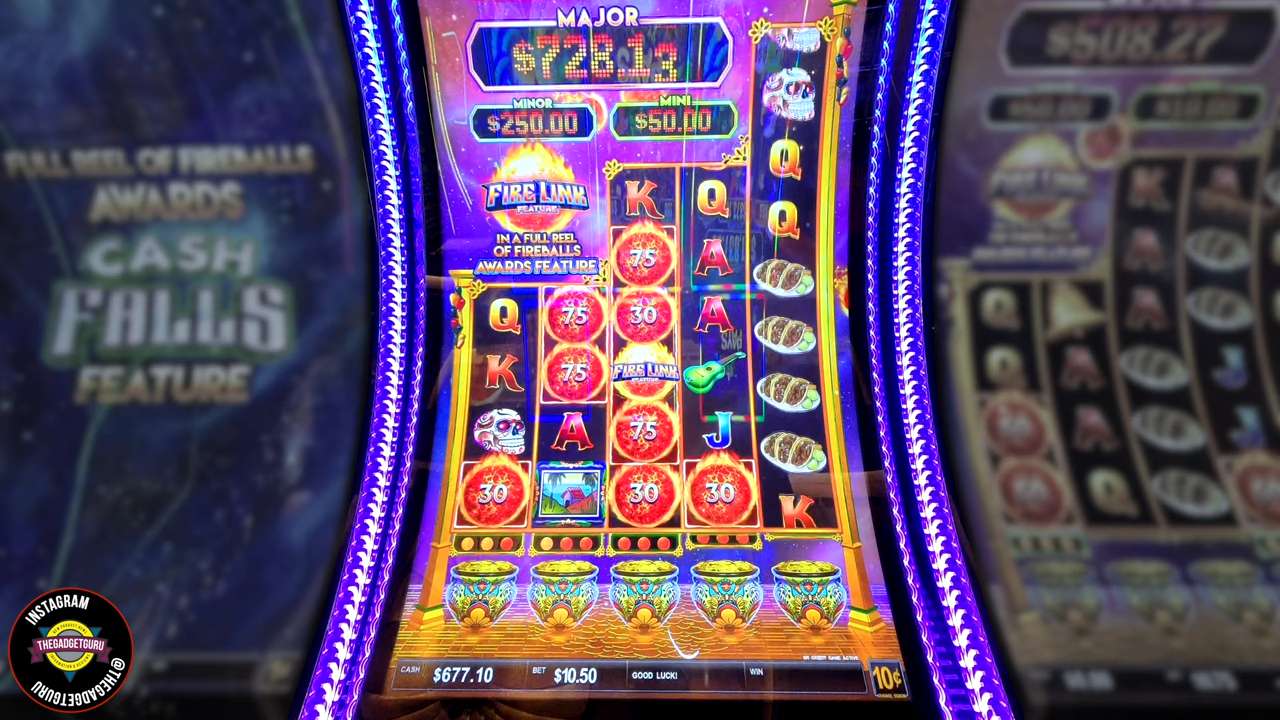 MAJOR
$728.13
MINOR
$250.00
MINI
$50.00
FIRE LINK
FEATURE
IN A FULL REEL
OF FIREBALLS
AWARDS FEATURE
FULL REEL OF FIREBALLS
AWARDS
CASH
FALLS
FEATURE
$508.27
K Q Q
75 A Q
Q 75 30 A
K 75 FIRE LINK
FEATURE
A 75 J
30 30 30 K
CASH $677.10 BET $10.50 GOOD LUCK! WIN
10¢
INSTAGRAM
THEGADGETGURU
@THEGADGETGURU
K A
Q A
Q A J
A J
Q